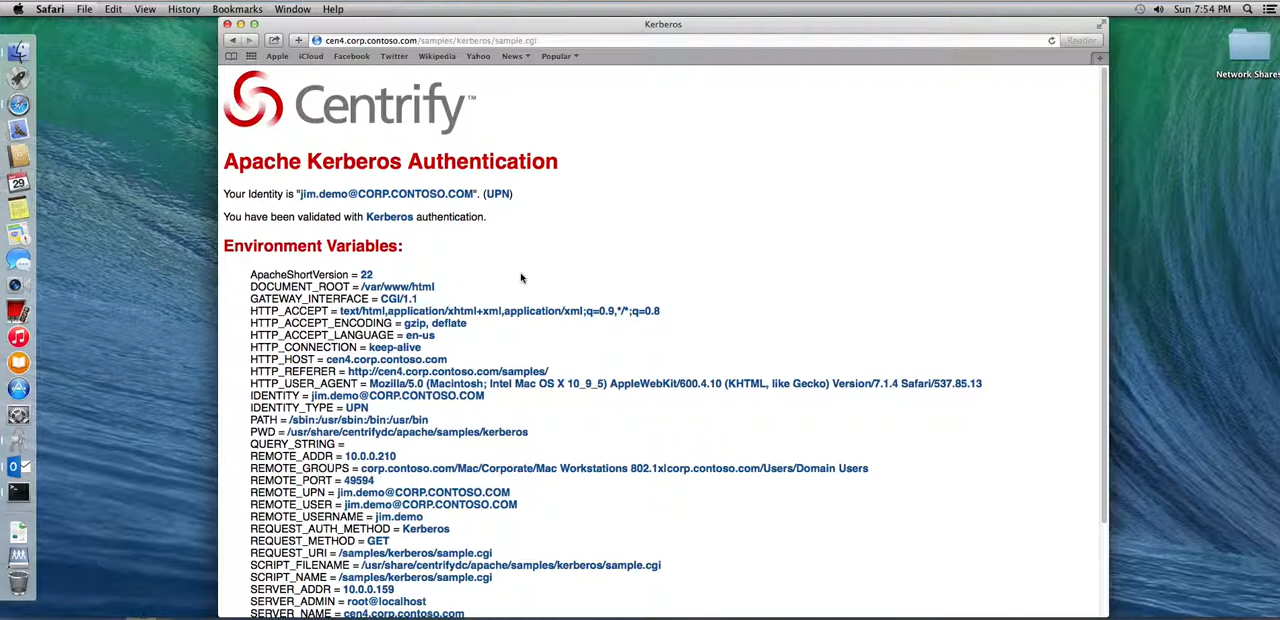 Safari File Edit View History Bookmarks Window Help Sun 7:54 PM
Kerberos
cen4.corp.contoso.com/samples/kerberos/sample.cgi Reader
Apple iCloud Facebook Twitter Wikipedia Yahoo News Popular
Network Shares
29
Centrify™
Apache Kerberos Authentication
Your Identity is "jim.demo@CORP.CONTOSO.COM". (UPN)
You have been validated with Kerberos authentication.
Environment Variables:
ApacheShortVersion = 22
DOCUMENT_ROOT = /var/www/html
GATEWAY_INTERFACE = CGI/1.1
HTTP_ACCEPT = text/html,application/xhtml+xml,application/xml;q=0.9,*/*;q=0.8
HTTP_ACCEPT_ENCODING = gzip, deflate
HTTP_ACCEPT_LANGUAGE = en-us
HTTP_CONNECTION = keep-alive
HTTP_HOST = cen4.corp.contoso.com
HTTP_REFERER = http://cen4.corp.contoso.com/samples/
HTTP_USER_AGENT = Mozilla/5.0 (Macintosh; Intel Mac OS X 10_9_5) AppleWebKit/600.4.10 (KHTML, like Gecko) Version/7.1.4 Safari/537.85.13
IDENTITY = jim.demo@CORP.CONTOSO.COM
IDENTITY_TYPE = UPN
PATH = /sbin:/usr/sbin:/bin:/usr/bin
PWD = /usr/share/centrifydc/apache/samples/kerberos
QUERY_STRING =
REMOTE_ADDR = 10.0.0.210
REMOTE_GROUPS = corp.contoso.com/Mac/Corporate/Mac Workstations 802.1x|corp.contoso.com/Users/Domain Users
REMOTE_PORT = 49594
REMOTE_UPN = jim.demo@CORP.CONTOSO.COM
REMOTE_USER = jim.demo@CORP.CONTOSO.COM
REMOTE_USERNAME = jim.demo
REQUEST_AUTH_METHOD = Kerberos
REQUEST_METHOD = GET
REQUEST_URI = /samples/kerberos/sample.cgi
SCRIPT_FILENAME = /usr/share/centrifydc/apache/samples/kerberos/sample.cgi
SCRIPT_NAME = /samples/kerberos/sample.cgi
SERVER_ADDR = 10.0.0.159
SERVER_ADMIN = root@localhost
SERVER_NAME = cen4.corp.contoso.com